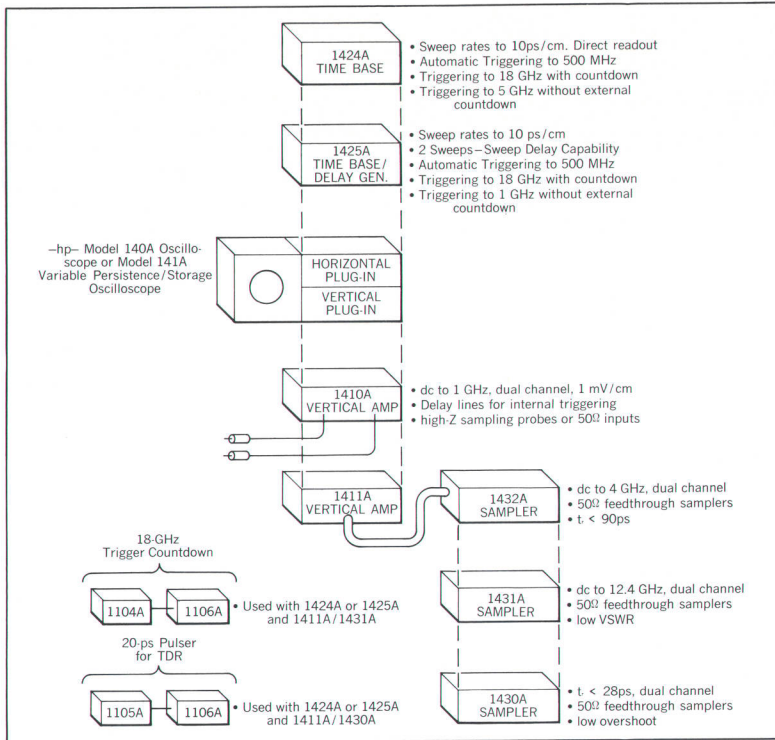 1424A
TIME BASE
• Sweep rates to 10ps/cm. Direct readout
• Automatic Triggering to 500 MHz
• Triggering to 18 GHz with countdown
• Triggering to 5 GHz without external
countdown
1425A
TIME BASE/
DELAY GEN.
• Sweep rates to 10 ps/cm
• 2 Sweeps–Sweep Delay Capability
• Automatic Triggering to 500 MHz
• Triggering to 18 GHz with countdown
• Triggering to 1 GHz without external
countdown
–hp– Model 140A Oscillo-
scope or Model 141A
Variable Persistence/Storage
Oscilloscope
HORIZONTAL
PLUG-IN
VERTICAL
PLUG-IN
1410A
VERTICAL AMP
• dc to 1 GHz, dual channel, 1 mV/cm
• Delay lines for internal triggering
• high-Z sampling probes or 50Ω inputs
1411A
VERTICAL AMP
1432A
SAMPLER
• dc to 4 GHz, dual channel
• 50Ω feedthrough samplers
• tᵣ < 90ps
18-GHz
Trigger Countdown
1104A
1106A
• Used with 1424A or 1425A
and 1411A/1431A
1431A
SAMPLER
• dc to 12.4 GHz, dual channel
• 50Ω feedthrough samplers
• low VSWR
20-ps Pulser
for TDR
1105A
1106A
• Used with 1424A or 1425A
and 1411A/1430A
1430A
SAMPLER
• tᵣ < 28ps, dual channel
• 50Ω feedthrough samplers
• low overshoot